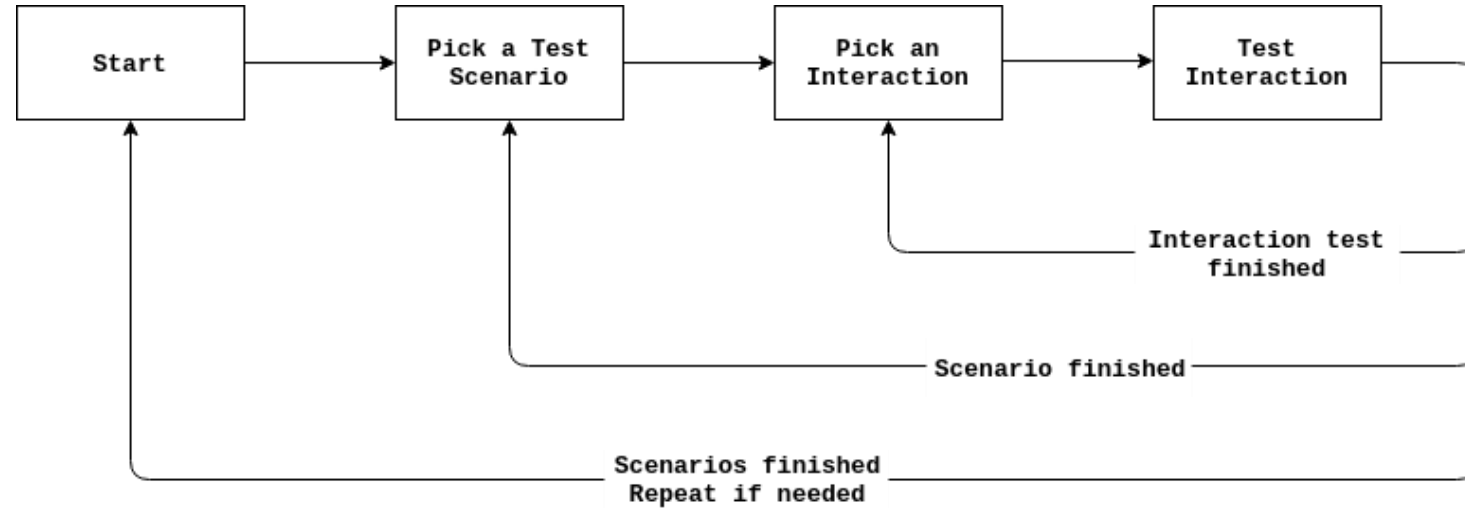 Start
Pick a Test
Scenario
Pick an
Interaction
Test
Interaction
Interaction test
finished
Scenario finished
Scenarios finished
Repeat if needed